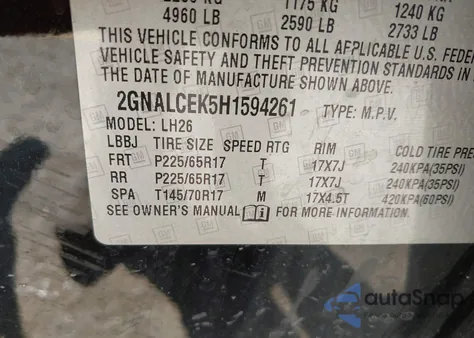 1175 KG 1240 KG
4960 LB 2590 LB 2733 LB
THIS VEHICLE CONFORMS TO ALL APPLICABLE U.S. FEDE
VEHICLE SAFETY AND THEFT PREVENTION STANDARDS IN
THE DATE OF MANUFACTURE SHOWN ABOVE.
2GNALCEK5H1594261 TYPE: M.P.V.
MODEL: LH26
LBBJ TIRE SIZE SPEED RTG RIM COLD TIRE PRE
FRT P225/65R17 T 17X7J 240KPA(35PSI)
RR P225/65R17 T 17X7J 240KPA(35PSI)
SPA T145/70R17 M 17X4.5T 420KPA(60PSI)
SEE OWNER'S MANUAL FOR MORE INFORMATION.
autoSnap